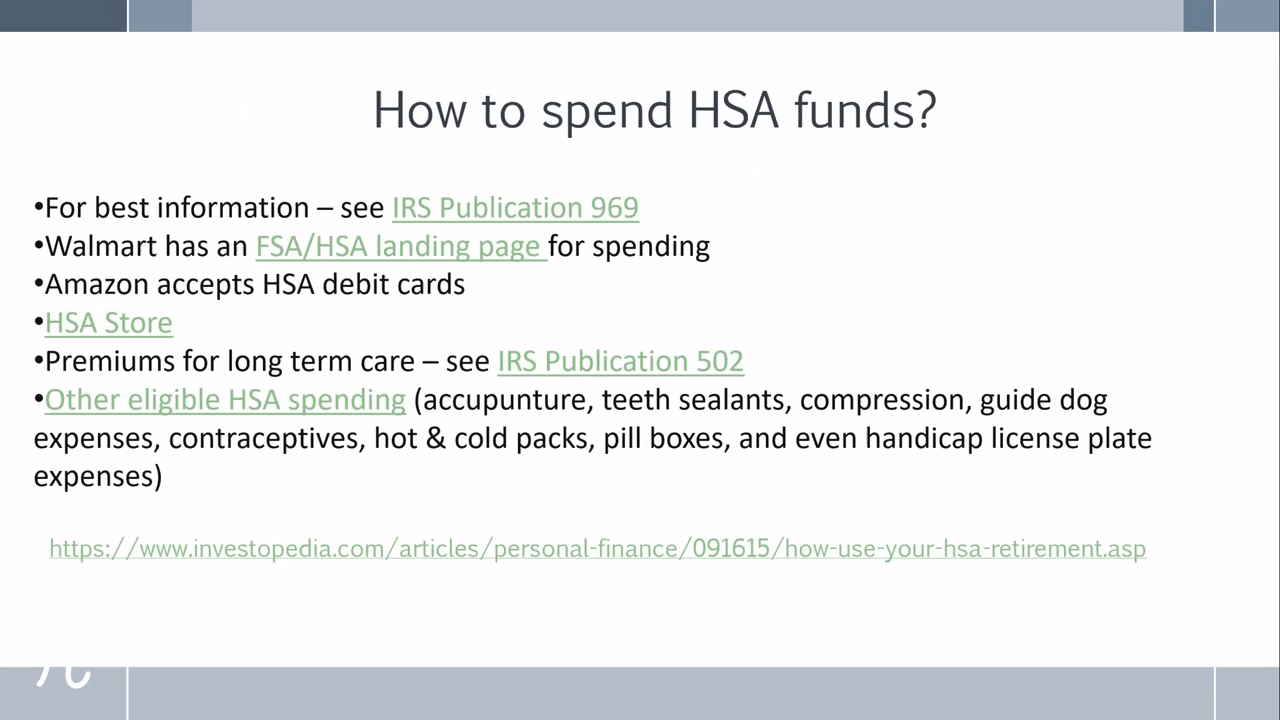 How to spend HSA funds?
•For best information – see IRS Publication 969
•Walmart has an FSA/HSA landing page for spending
•Amazon accepts HSA debit cards
•HSA Store
•Premiums for long term care – see IRS Publication 502
•Other eligible HSA spending (accupunture, teeth sealants, compression, guide dog
expenses, contraceptives, hot & cold packs, pill boxes, and even handicap license plate
expenses)
https://www.investopedia.com/articles/personal-finance/091615/how-use-your-hsa-retirement.asp